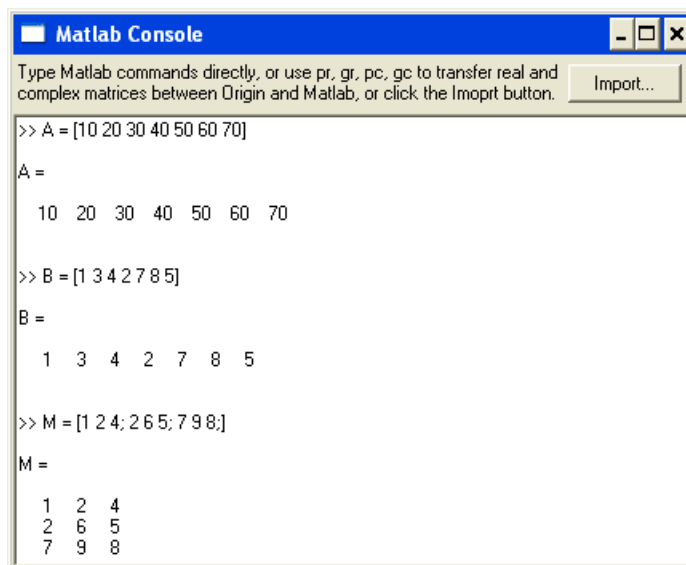 Matlab Console
Type Matlab commands directly, or use pr, gr, pc, gc to transfer real and
complex matrices between Origin and Matlab, or click the Imoprt button.
Import...
>> A = [10 20 30 40 50 60 70]
A =
10 20 30 40 50 60 70
>> B = [1 3 4 2 7 8 5]
B =
1 3 4 2 7 8 5
>> M = [1 2 4; 2 6 5; 7 9 8;]
M =
1 2 4
2 6 5
7 9 8